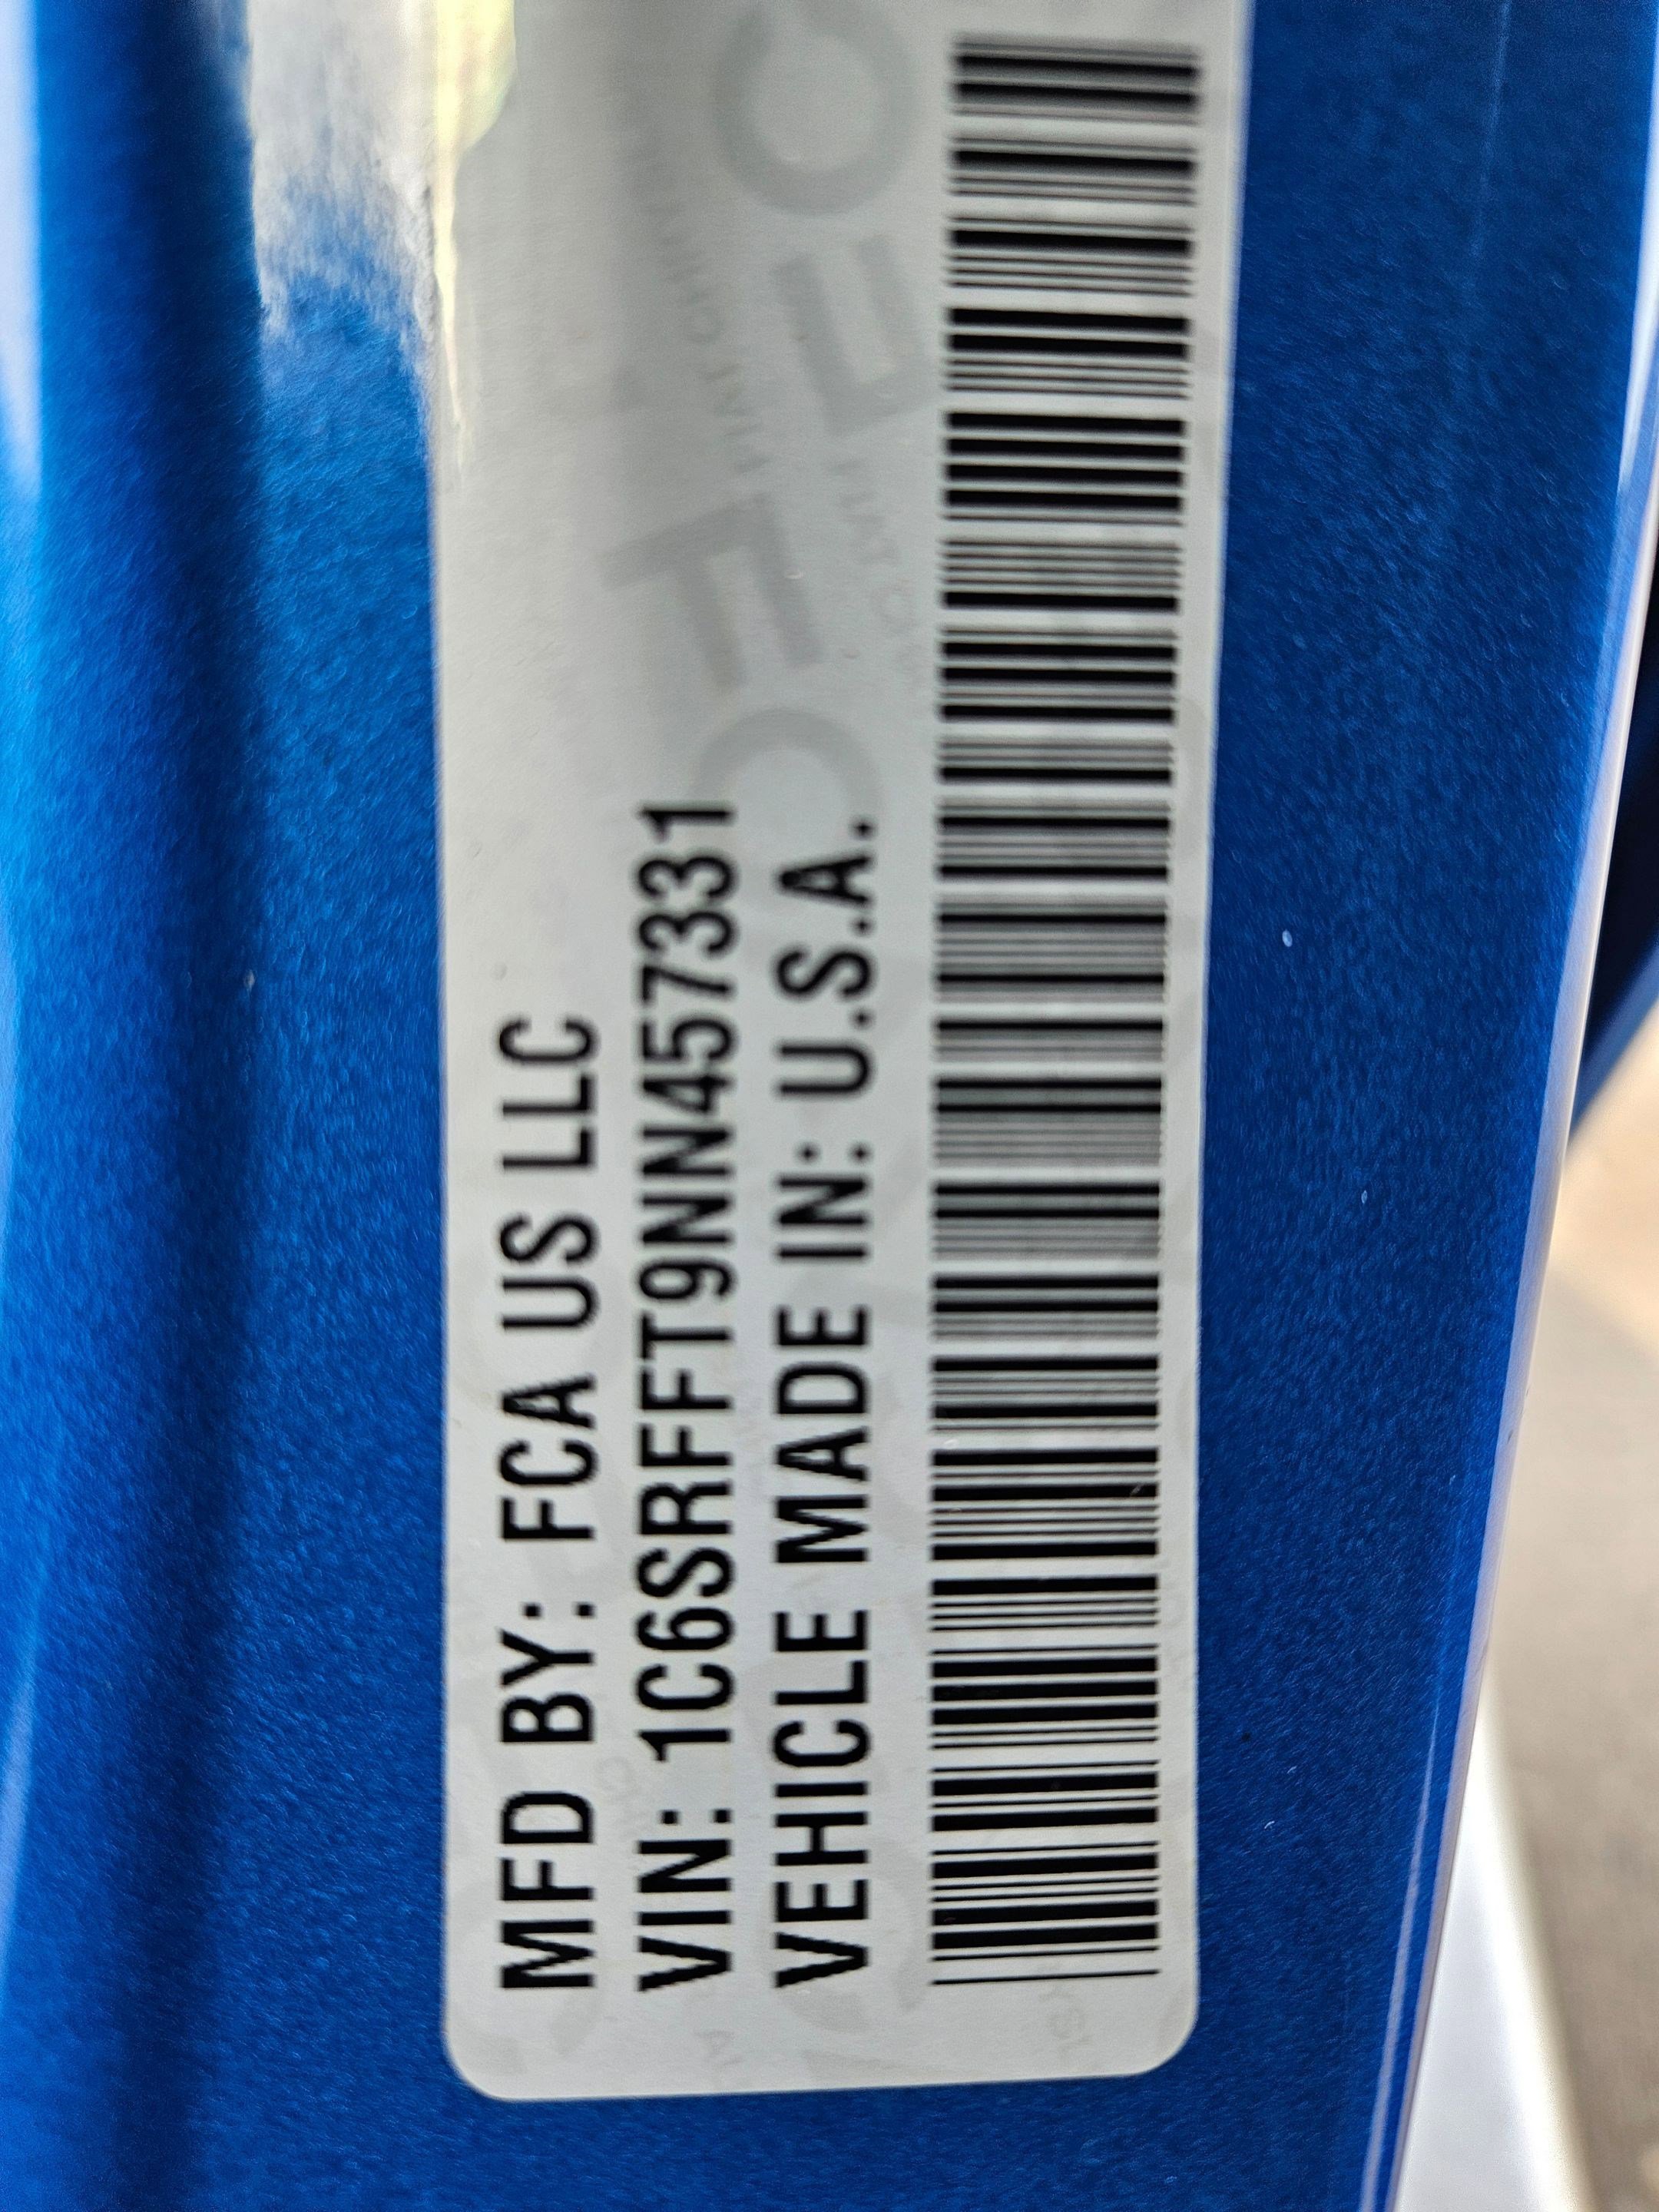 MFD BY: FCA US LLC
VIN: 1C6SRFFT9NN457331
VEHICLE MADE IN: U.S.A.